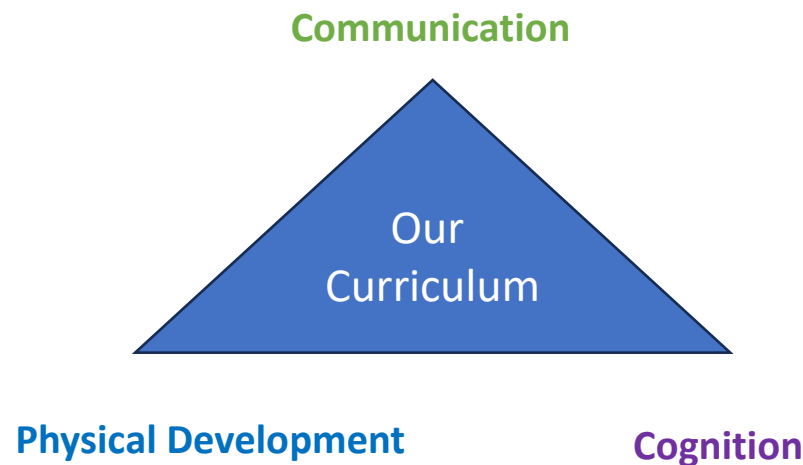 Communication
Our
Curriculum
Physical Development
Cognition